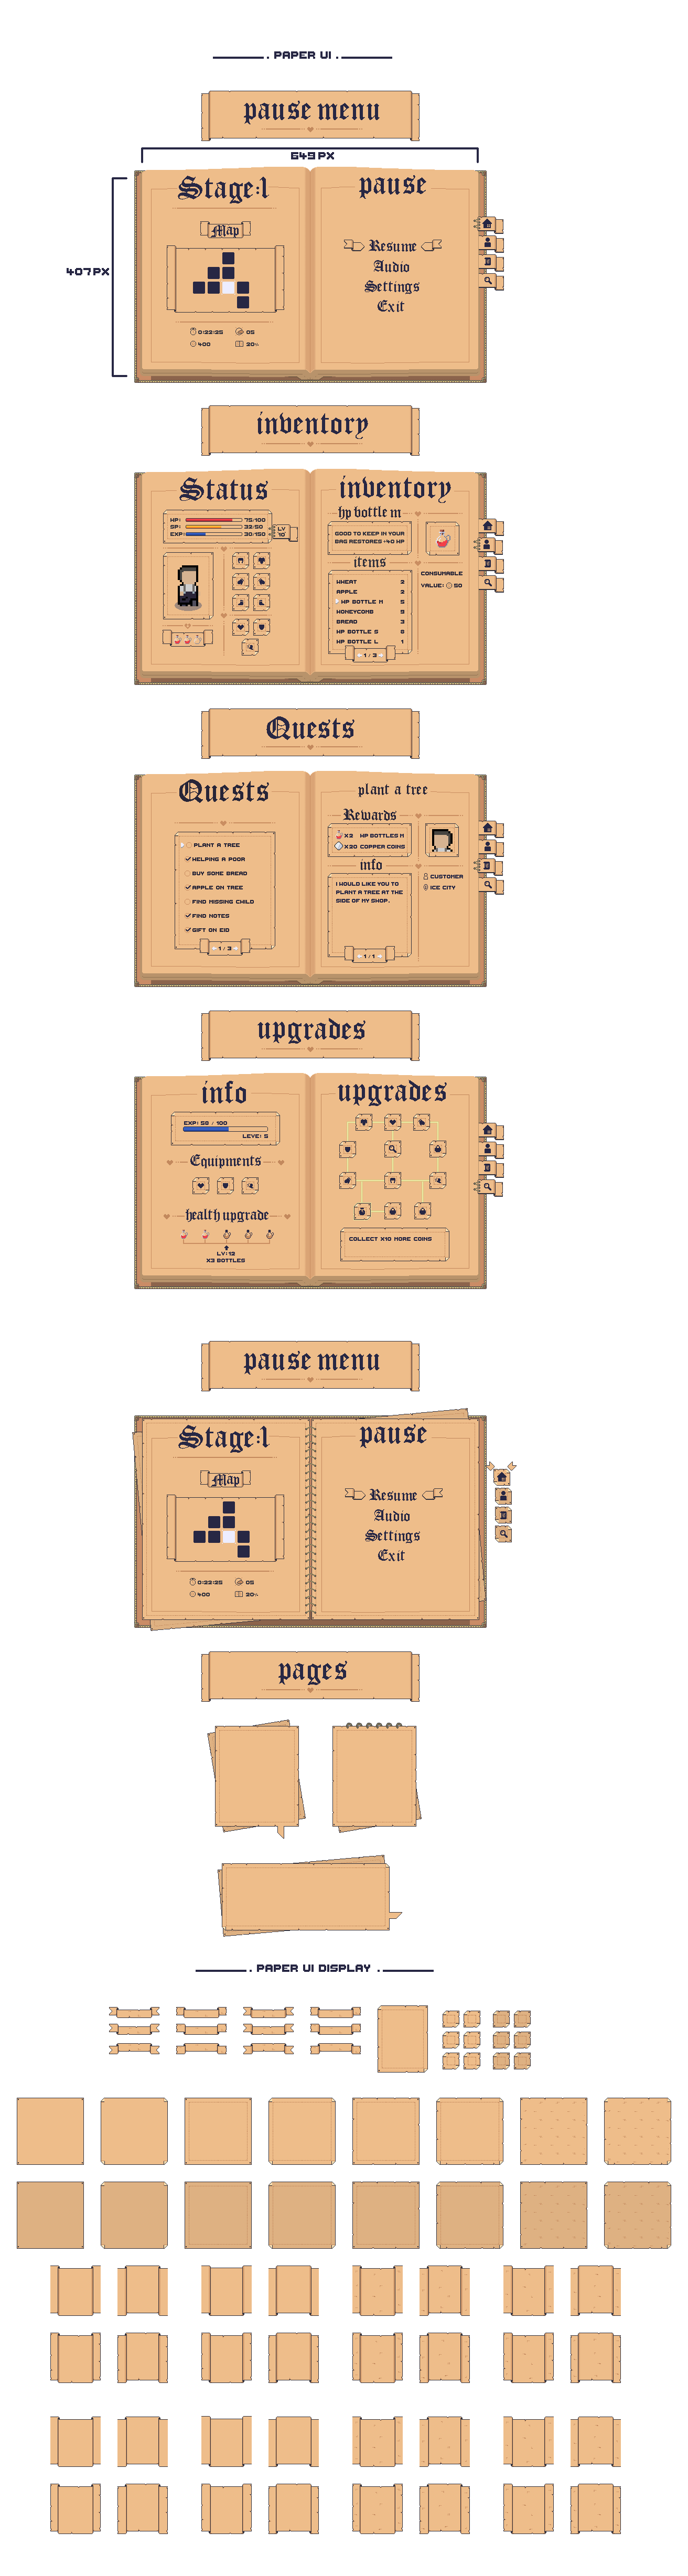 . PAPER UI .
pause menu
649 PX
407 PX
Stage:1
Map
0:22:25
05
400
20%
pause
Resume
Audio
Settings
Exit
inventory
Status
HP: 75/100
SP: 32/50
EXP: 30/150
LV
10
inventory
hp bottle m
GOOD TO KEEP IN YOUR
BAG RESTORES +40 HP
items
WHEAT 2
APPLE 2
HP BOTTLE M 5
HONEYCOMB 9
BREAD 3
HP BOTTLE S 8
HP BOTTLE L 1
1 / 3
CONSUMABLE
VALUE: 50
Quests
Quests
PLANT A TREE
HELPING A POOR
BUY SOME BREAD
APPLE ON TREE
FIND MISSING CHILD
FIND NOTES
GIFT ON EID
1 / 3
plant a tree
Rewards
X2 HP BOTTLES M
X20 COPPER COINS
info
I WOULD LIKE YOU TO
PLANT A TREE AT THE
SIDE OF MY SHOP.
1 / 1
CUSTOMER
ICE CITY
upgrades
info
EXP: 50 / 100
LEVE: 5
Equipments
health upgrade
LV:12
X3 BOTTLES
upgrades
COLLECT X10 MORE COINS
pause menu
Stage:1
Map
0:22:25
05
400
20%
pause
Resume
Audio
Settings
Exit
pages
. PAPER UI DISPLAY .